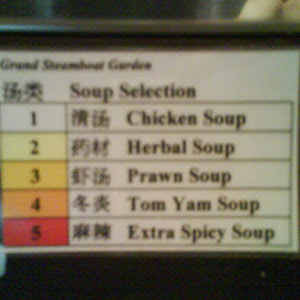 Grand Steamboat Garden
汤类 Soup Selection
1 清汤 Chicken Soup
2 药材 Herbal Soup
3 虾汤 Prawn Soup
4 冬炎 Tom Yam Soup
5 麻辣 Extra Spicy Soup